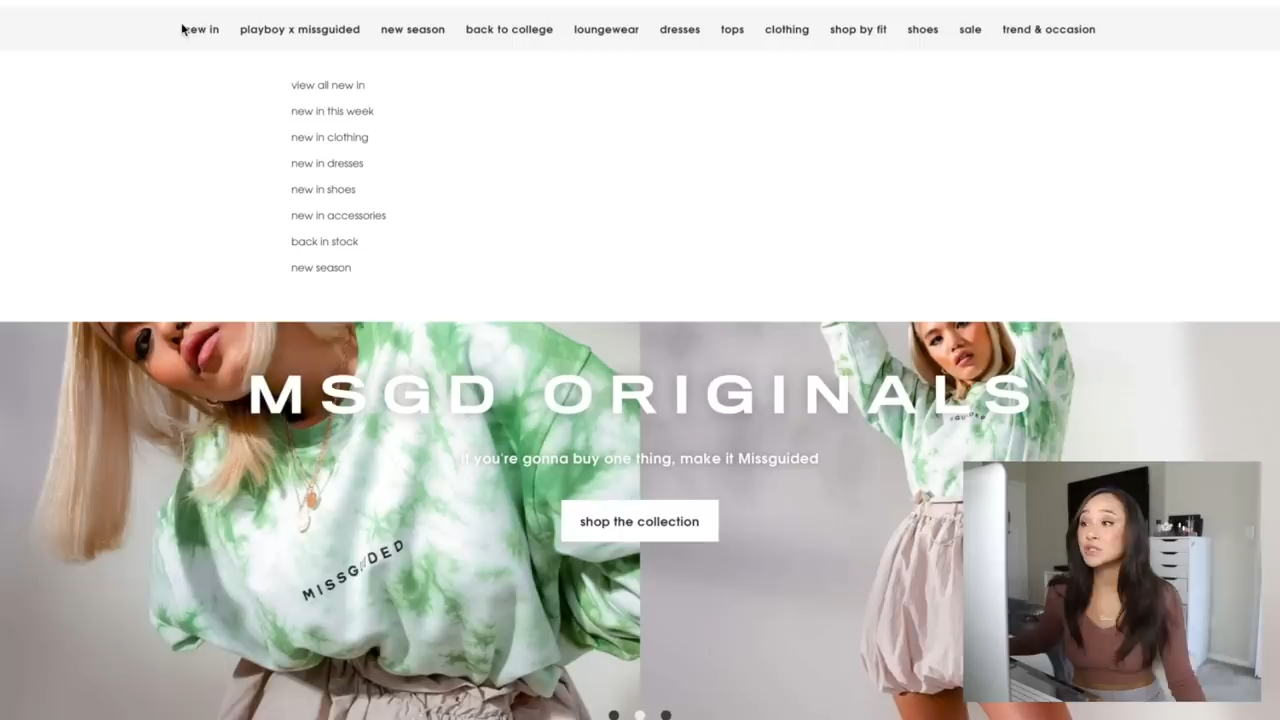 new in playboy x missguided new season back to college loungewear dresses tops clothing shop by fit shoes sale trend & occasion
view all new in
new in this week
new in clothing
new in dresses
new in shoes
new in accessories
back in stock
new season
MSGD ORIGINALS
If you're gonna buy one thing, make it Missguided
shop the collection
MISSGUIDED